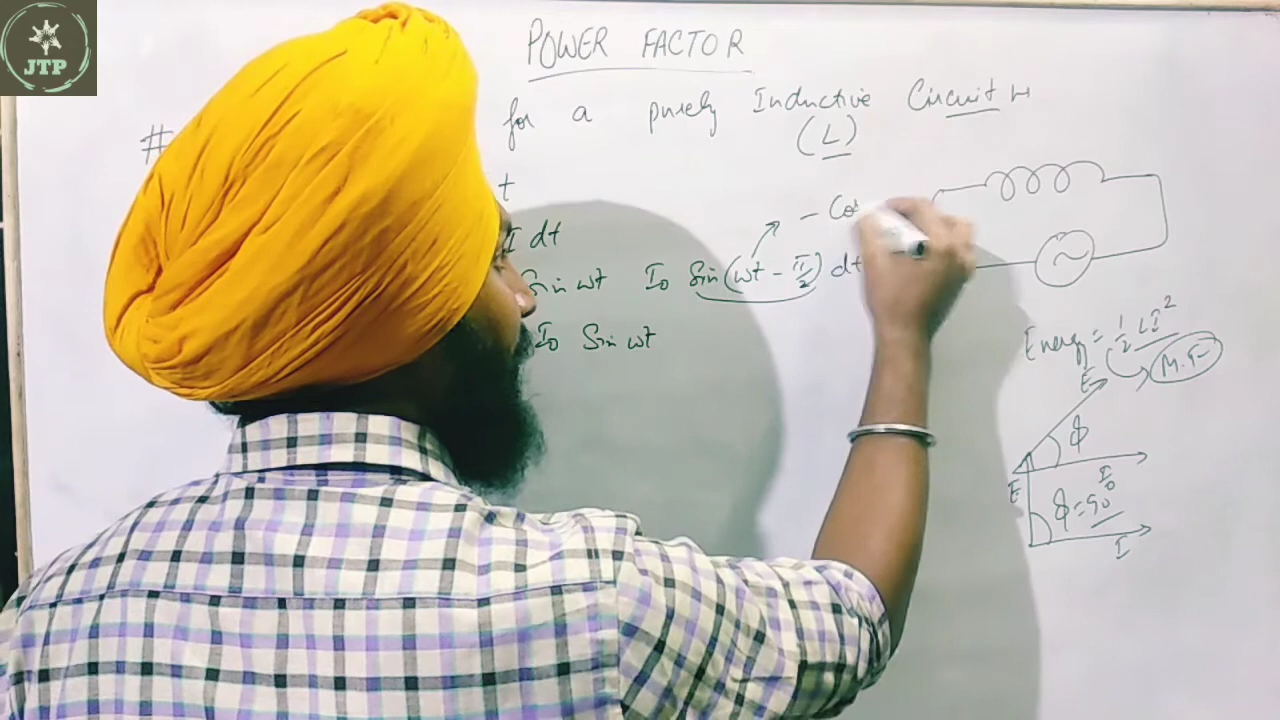 JTP
POWER FACTOR
# for a purely Inductive Circuit
(L)
t
I dt
Sin ωt I₀ Sin (ωt - π/2) dt
- Cos
I₀ Sin ωt
Energy = 1/2 LI²
M.F
E
ϕ
I₀
E
ϕ = 90
I